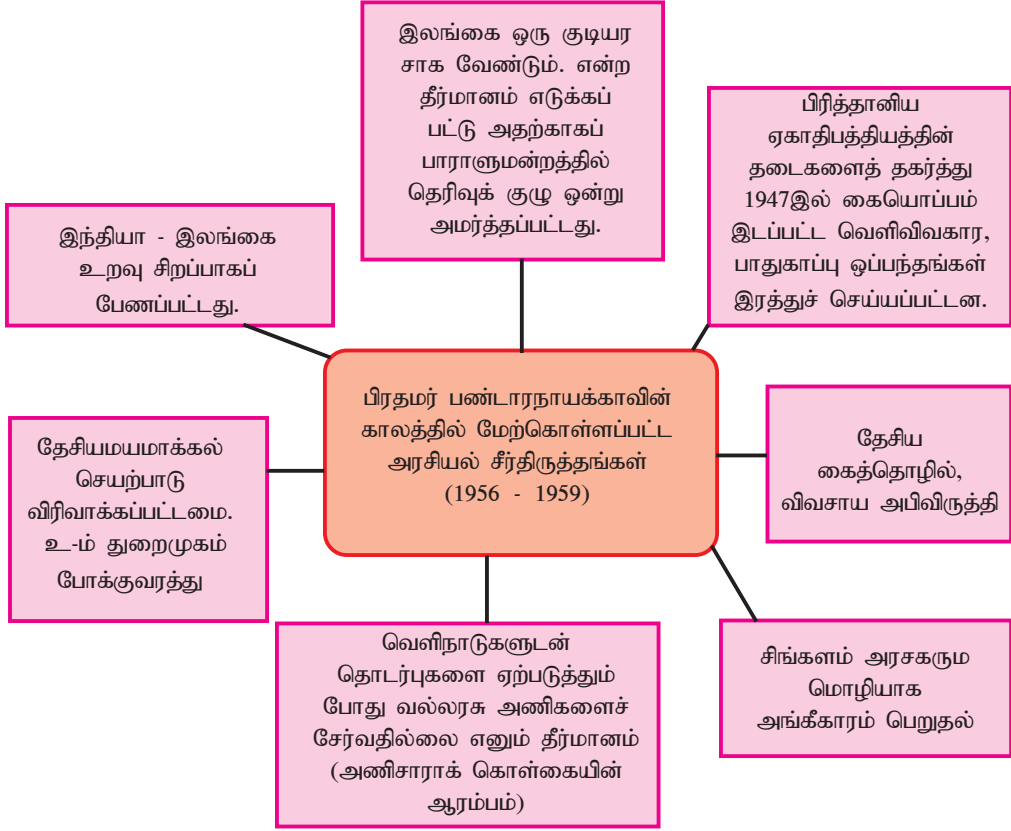 இலங்கை ஒரு குடியர
சாக வேண்டும். என்ற
தீர்மானம் எடுக்கப்
பட்டு அதற்காகப்
பாராளுமன்றத்தில்
தெரிவுக் குழு ஒன்று
அமர்த்தப்பட்டது.
பிரித்தானிய
ஏகாதிபத்தியத்தின்
தடைகளைத் தகர்த்து
1947இல் கையொப்பம்
இடப்பட்ட வெளிவிவகார,
பாதுகாப்பு ஒப்பந்தங்கள்
இரத்துச் செய்யப்பட்டன.
இந்தியா - இலங்கை
உறவு சிறப்பாகப்
பேணப்பட்டது.
பிரதமர் பண்டாரநாயக்காவின்
காலத்தில் மேற்கொள்ளப்பட்ட
அரசியல் சீர்திருத்தங்கள்
(1956 - 1959)
தேசியமயமாக்கல்
செயற்பாடு
விரிவாக்கப்பட்டமை.
உ-ம் துறைமுகம்
போக்குவரத்து
தேசிய
கைத்தொழில்,
விவசாய அபிவிருத்தி
வெளிநாடுகளுடன்
தொடர்புகளை ஏற்படுத்தும்
போது வல்லரசு அணிகளைச்
சேர்வதில்லை எனும் தீர்மானம்
(அணிசாராக் கொள்கையின்
ஆரம்பம்)
சிங்களம் அரசகரும
மொழியாக
அங்கீகாரம் பெறுதல்